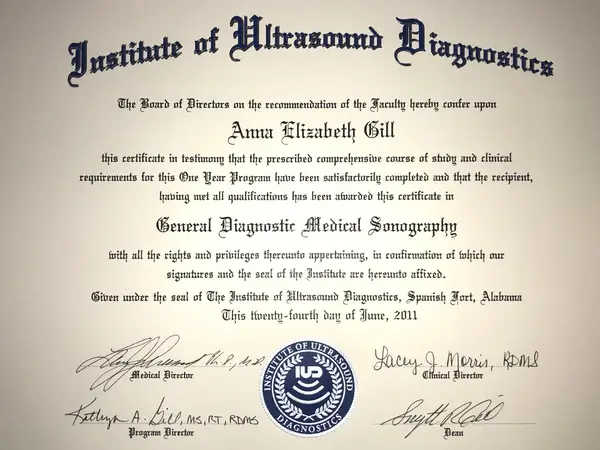 Institute of Ultrasound Diagnostics
The Board of Directors on the recommendation of the Faculty hereby confer upon
Anna Elizabeth Gill
this certificate in testimony that the prescribed comprehensive course of study and clinical
requirements for this One Year Program have been satisfactorily completed and that the recipient,
having met all qualifications has been awarded this certificate in
General Diagnostic Medical Sonography
with all the rights and privileges thereunto appertaining, in confirmation of which our
signatures and the seal of the Institute are hereunto affixed.
Given under the seal of The Institute of Ultrasound Diagnostics, Spanish Fort, Alabama
This twenty-fourth day of June, 2011
Medical Director
INSTITUTE OF ULTRASOUND
IUD
DIAGNOSTICS
Lacey J. Morris, RDMS
Clinical Director
Kathryn A. Gill, MS, RT, RDMS
Program Director
Dean